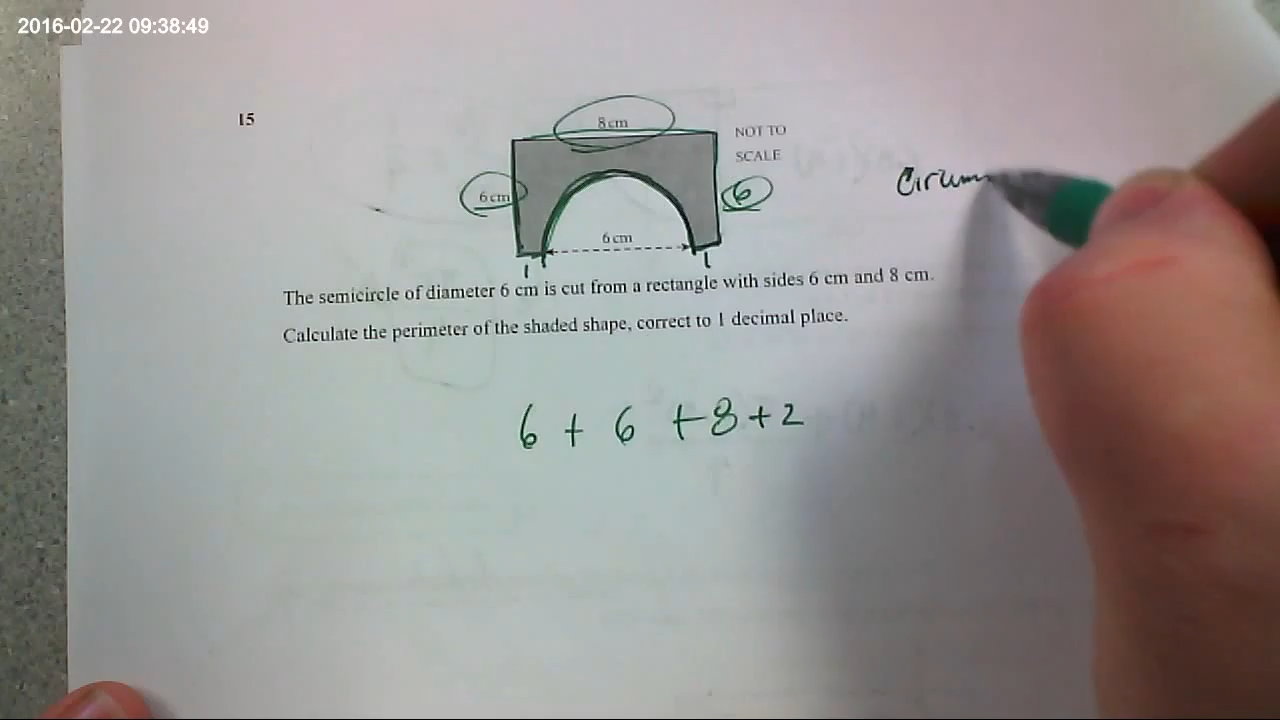 2016-02-22 09:38:49
15
8 cm
NOT TO
SCALE
6 cm
6
6 cm
1
1
The semicircle of diameter 6 cm is cut from a rectangle with sides 6 cm and 8 cm.
Calculate the perimeter of the shaded shape, correct to 1 decimal place.
6 + 6 + 8 + 2